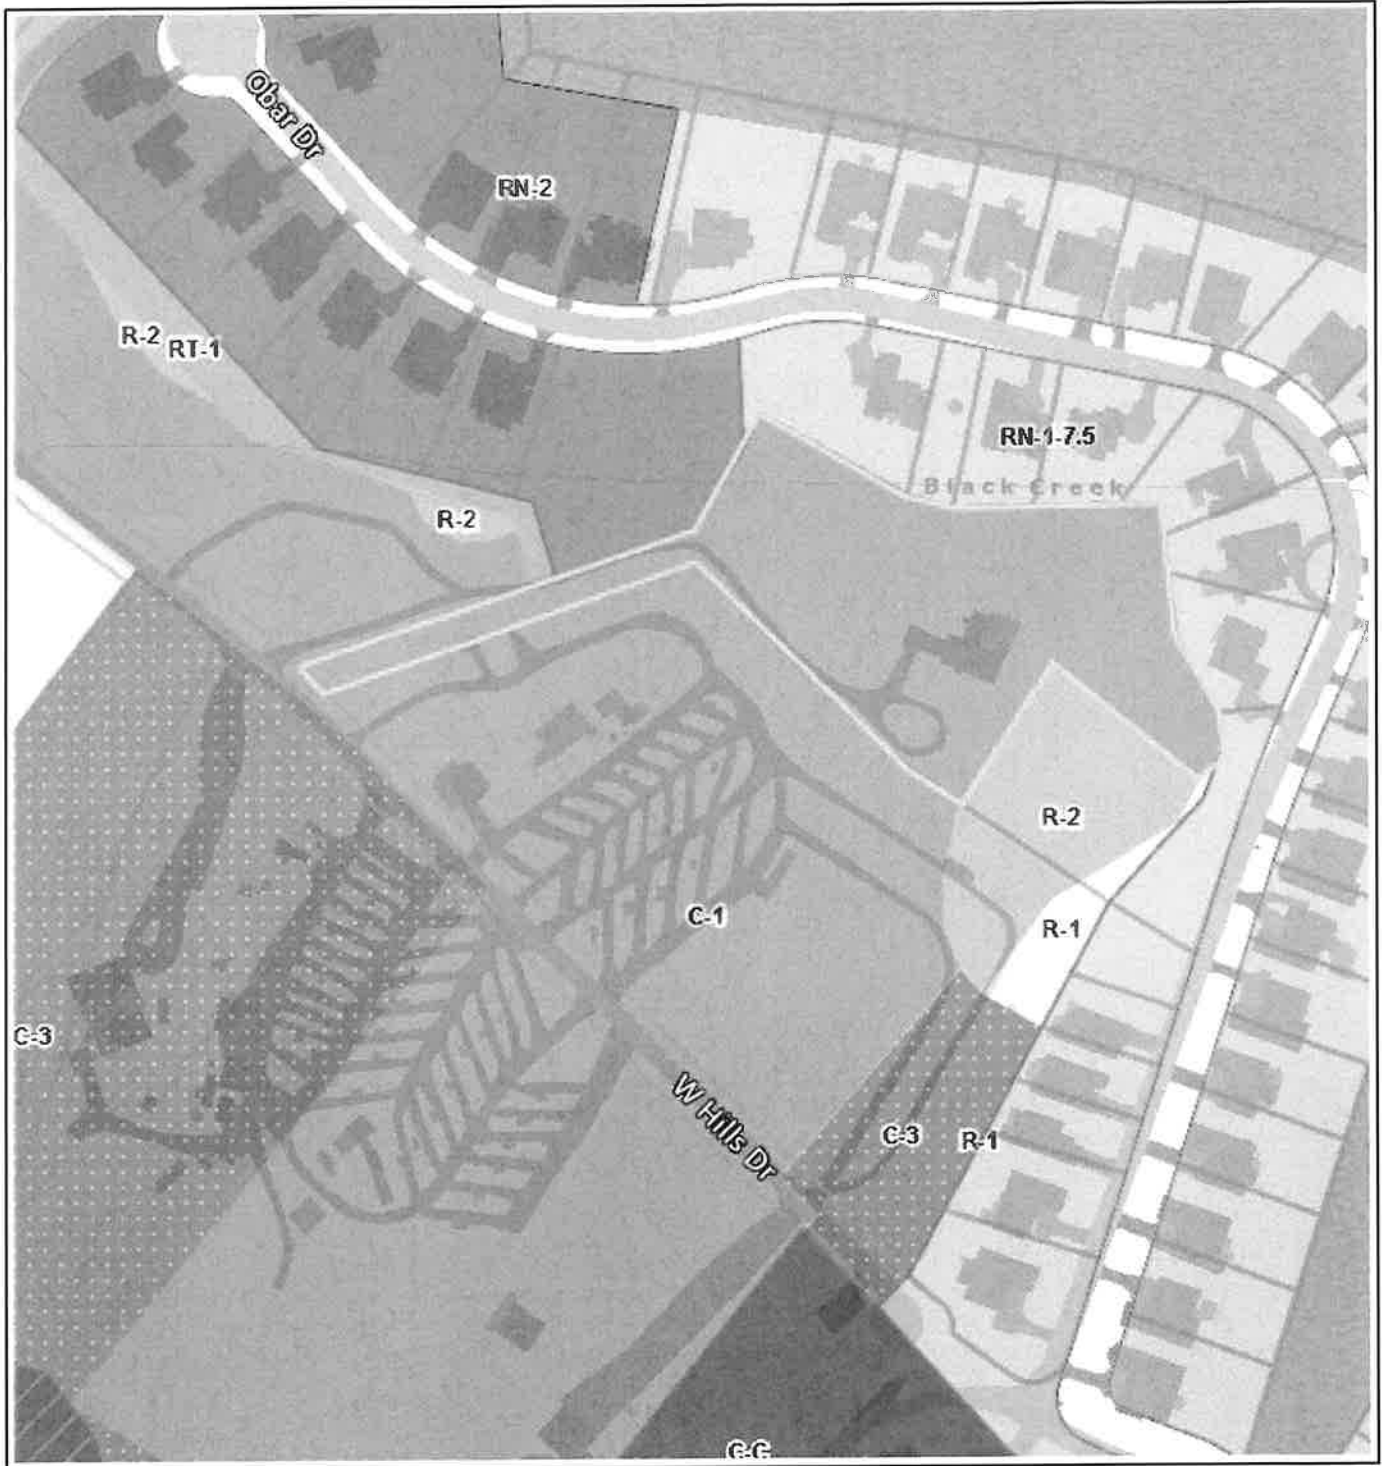 Obar Dr
RN-2
R-2
RT-1
RN-1-7.5
Black Creek
R-2
R-2
C-1
R-1
C-3
W Hills Dr
C-3
R-1
C-C